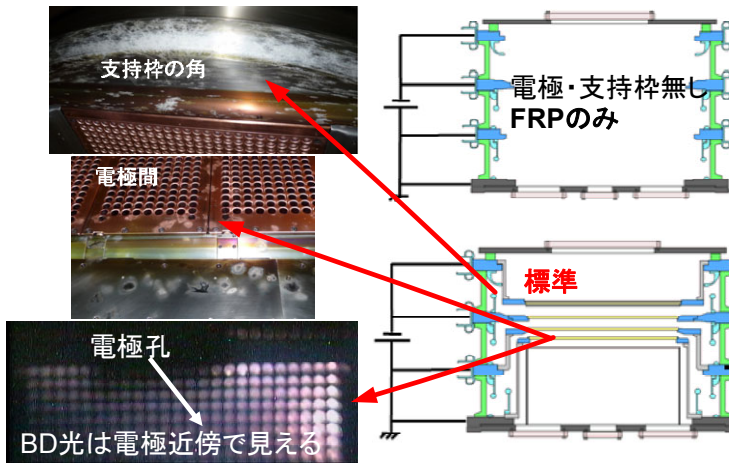 支持枠の角
電極間
電極孔
BD光は電極近傍で見える
電極・支持枠無し
FRPのみ
標準